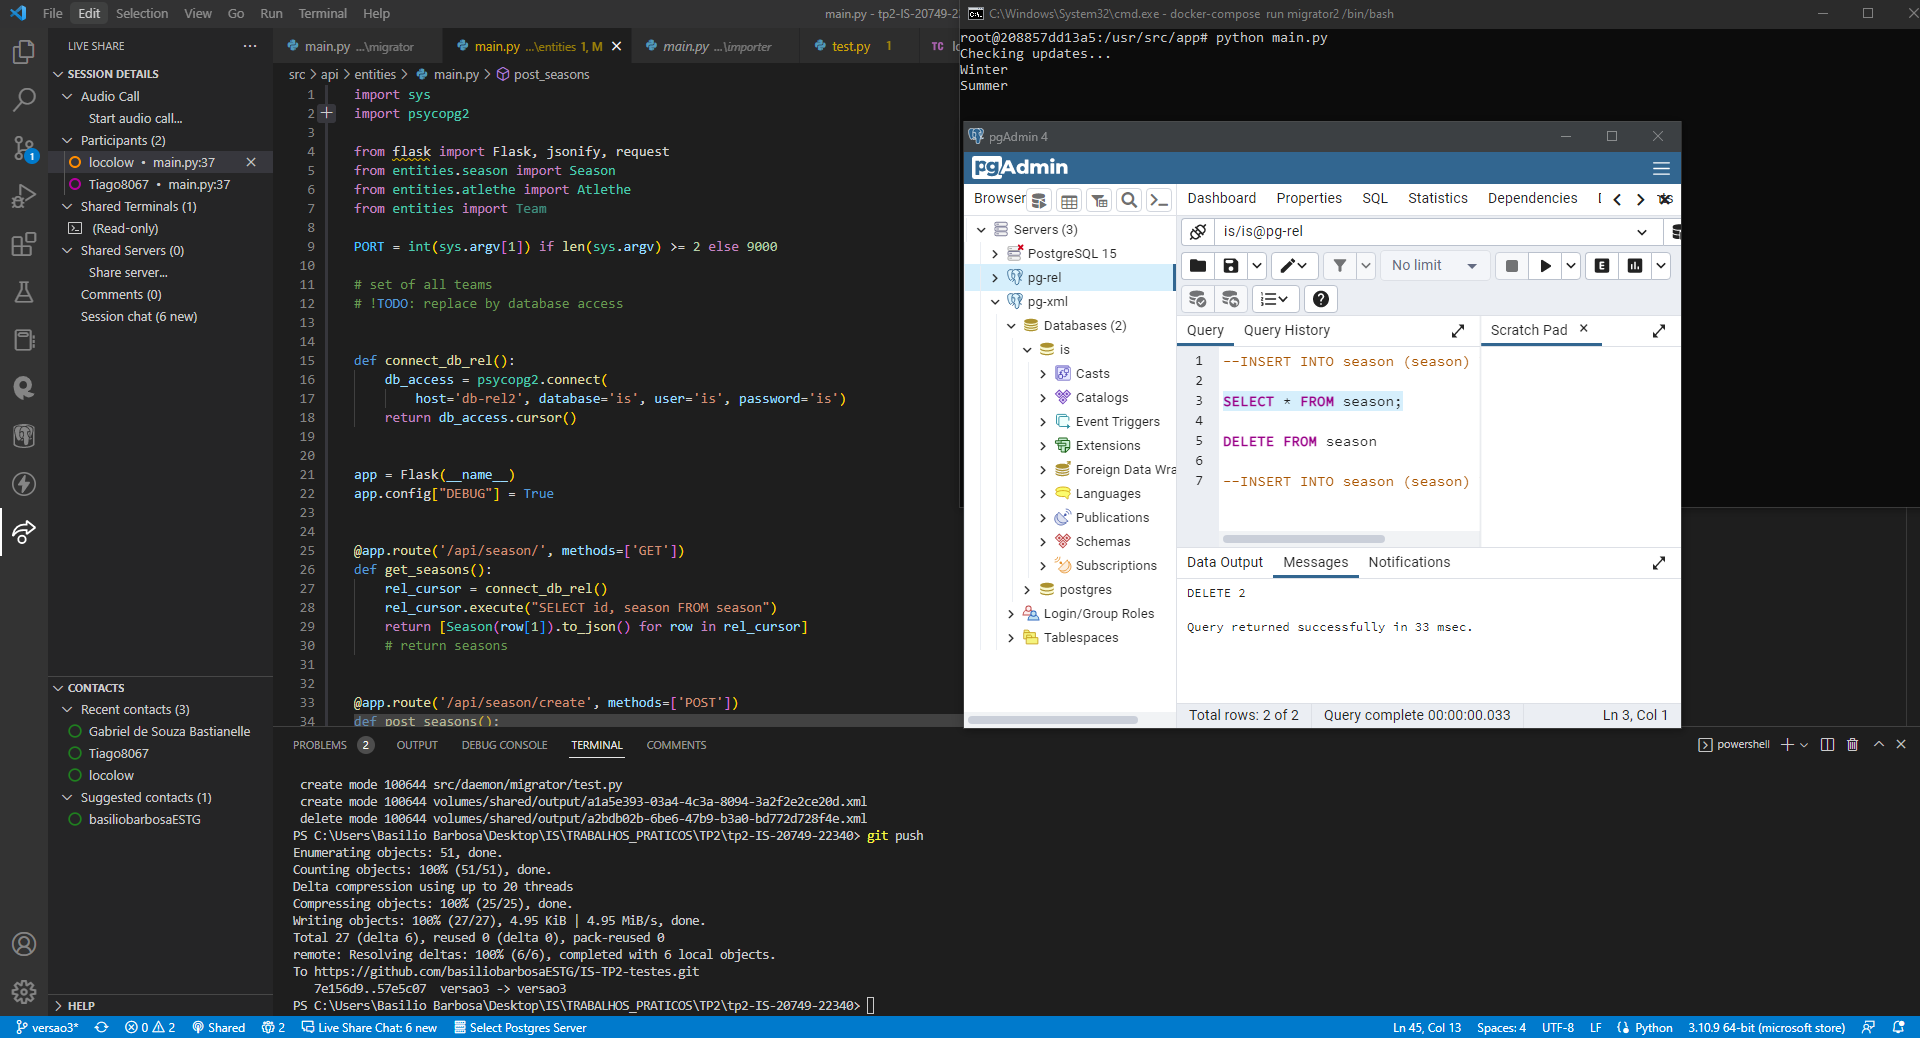 File Edit Selection View Go Run Terminal Help
main.py - tp2-IS-20749-2
C:\Windows\System32\cmd.exe - docker-compose run migrator2 /bin/bash
root@208857dd13a5:/usr/src/app# python main.py
Checking updates...
Winter
Summer
LIVE SHARE
SESSION DETAILS
Audio Call
Start audio call...
Participants (2)
locolow • main.py:37
Tiago8067 • main.py:37
Shared Terminals (1)
(Read-only)
Shared Servers (0)
Share server...
Comments (0)
Session chat (6 new)
1
CONTACTS
Recent contacts (3)
Gabriel de Souza Bastianelle
Tiago8067
locolow
Suggested contacts (1)
basiliobarbosaESTG
HELP
main.py ...\migrator
main.py ...\entities 1, M
main.py ...\importer
test.py 1
TC
src > api > entities > main.py > post_seasons
1 import sys
2 import psycopg2
3
4 from flask import Flask, jsonify, request
5 from entities.season import Season
6 from entities.atlethe import Atlethe
7 from entities import Team
8
9 PORT = int(sys.argv[1]) if len(sys.argv) >= 2 else 9000
10
11 # set of all teams
12 # !TODO: replace by database access
13
14
15 def connect_db_rel():
16 db_access = psycopg2.connect(
17 host='db-rel2', database='is', user='is', password='is')
18 return db_access.cursor()
19
20
21 app = Flask(__name__)
22 app.config["DEBUG"] = True
23
24
25 @app.route('/api/season/', methods=['GET'])
26 def get_seasons():
27 rel_cursor = connect_db_rel()
28 rel_cursor.execute("SELECT id, season FROM season")
29 return [Season(row[1]).to_json() for row in rel_cursor]
30 # return seasons
31
32
33 @app.route('/api/season/create', methods=['POST'])
34 def post_seasons():
pgAdmin 4
pgAdmin
Browser
Servers (3)
PostgreSQL 15
pg-rel
pg-xml
Databases (2)
is
Casts
Catalogs
Event Triggers
Extensions
Foreign Data Wra
Languages
Publications
Schemas
Subscriptions
postgres
Login/Group Roles
Tablespaces
Dashboard Properties SQL Statistics Dependencies
is/is@pg-rel
No limit
E
Query Query History
Scratch Pad
1 --INSERT INTO season (season)
2
3 SELECT * FROM season;
4
5 DELETE FROM season
6
7 --INSERT INTO season (season)
Data Output Messages Notifications
DELETE 2
Query returned successfully in 33 msec.
Total rows: 2 of 2 Query complete 00:00:00.033 Ln 3, Col 1
PROBLEMS 2 OUTPUT DEBUG CONSOLE TERMINAL COMMENTS
powershell
create mode 100644 src/daemon/migrator/test.py
create mode 100644 volumes/shared/output/a1a5e393-03a4-4c3a-8094-3a2f2e2ce20d.xml
delete mode 100644 volumes/shared/output/a2bdb02b-6be6-47b9-b3a0-bd772d728f4e.xml
PS C:\Users\Basilio Barbosa\Desktop\IS\TRABALHOS_PRATICOS\TP2\tp2-IS-20749-22340> git push
Enumerating objects: 51, done.
Counting objects: 100% (51/51), done.
Delta compression using up to 20 threads
Compressing objects: 100% (25/25), done.
Writing objects: 100% (27/27), 4.95 KiB | 4.95 MiB/s, done.
Total 27 (delta 6), reused 0 (delta 0), pack-reused 0
remote: Resolving deltas: 100% (6/6), completed with 6 local objects.
To https://github.com/basiliobarbosaESTG/IS-TP2-testes.git
7e156d9..57e5c07 versao3 -> versao3
PS C:\Users\Basilio Barbosa\Desktop\IS\TRABALHOS_PRATICOS\TP2\tp2-IS-20749-22340>
versao3* 0 2 Shared 2 Live Share Chat: 6 new Select Postgres Server
Ln 45, Col 13 Spaces: 4 UTF-8 LF Python 3.10.9 64-bit (microsoft store)